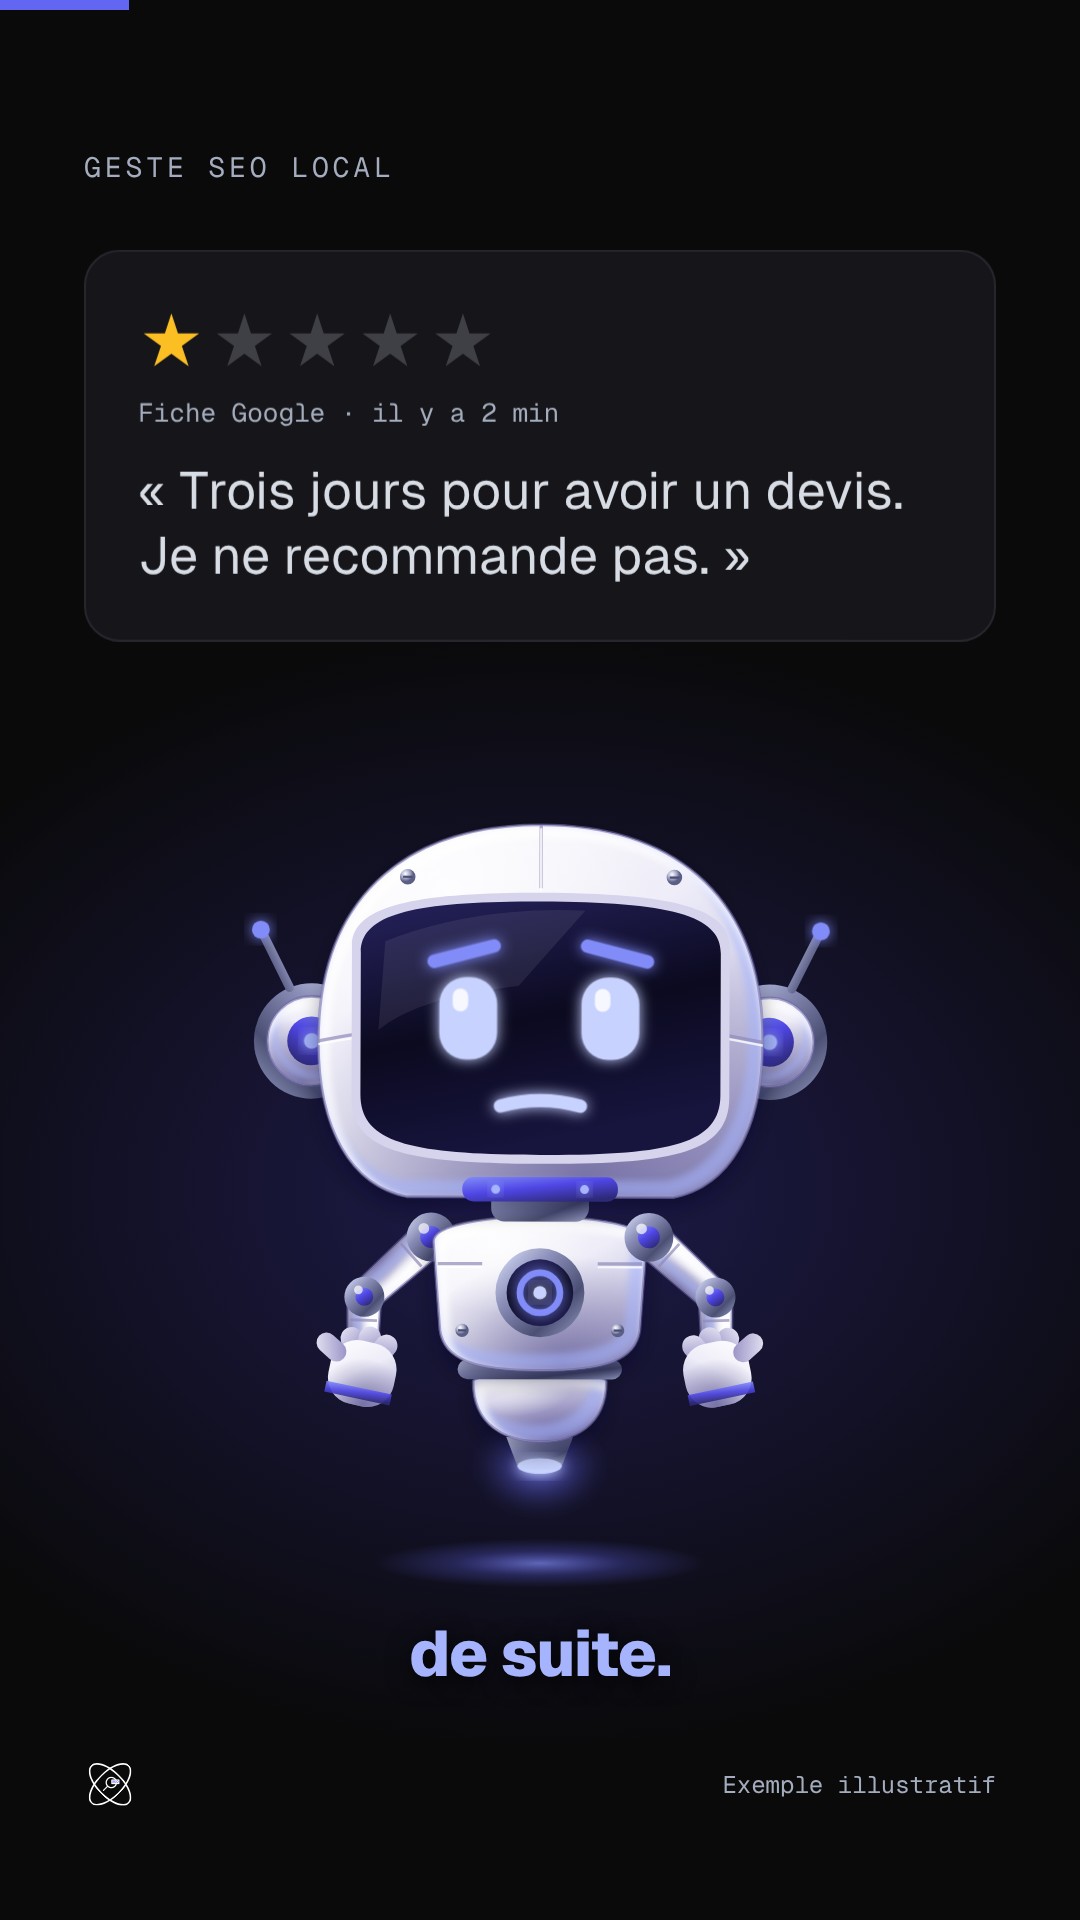 GESTE SEO LOCAL
Fiche Google · il y a 2 min
« Trois jours pour avoir un devis.
Je ne recommande pas. »
de suite.
Exemple illustratif